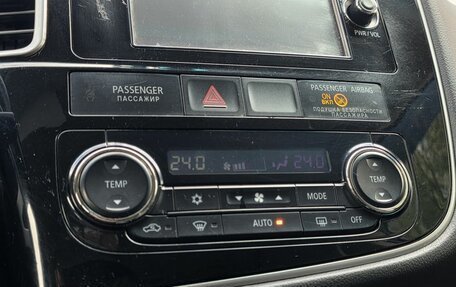 PWR / VOL
PASSENGER
ПАССАЖИР
PASSENGER AIRBAG
ON
ВКЛ
ПОДУШКА БЕЗОПАСНОСТИ
ПАССАЖИРА
24.0 24.0
TEMP
MODE
TEMP
AUTO
OFF